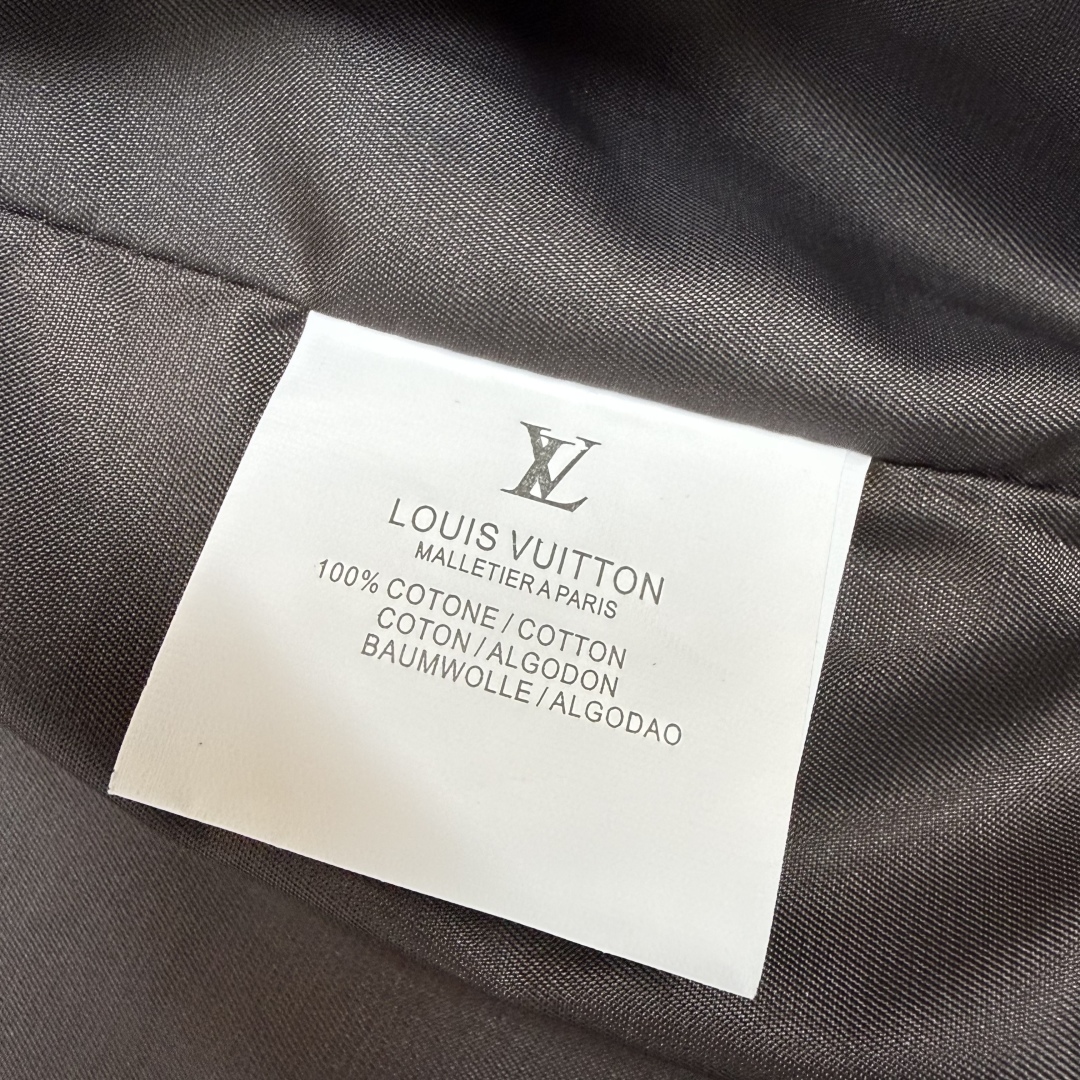 LV
LOUIS VUITTON
MALLETIER A PARIS
100% COTONE / COTTON
COTON / ALGODON
BAUMWOLLE / ALGODAO